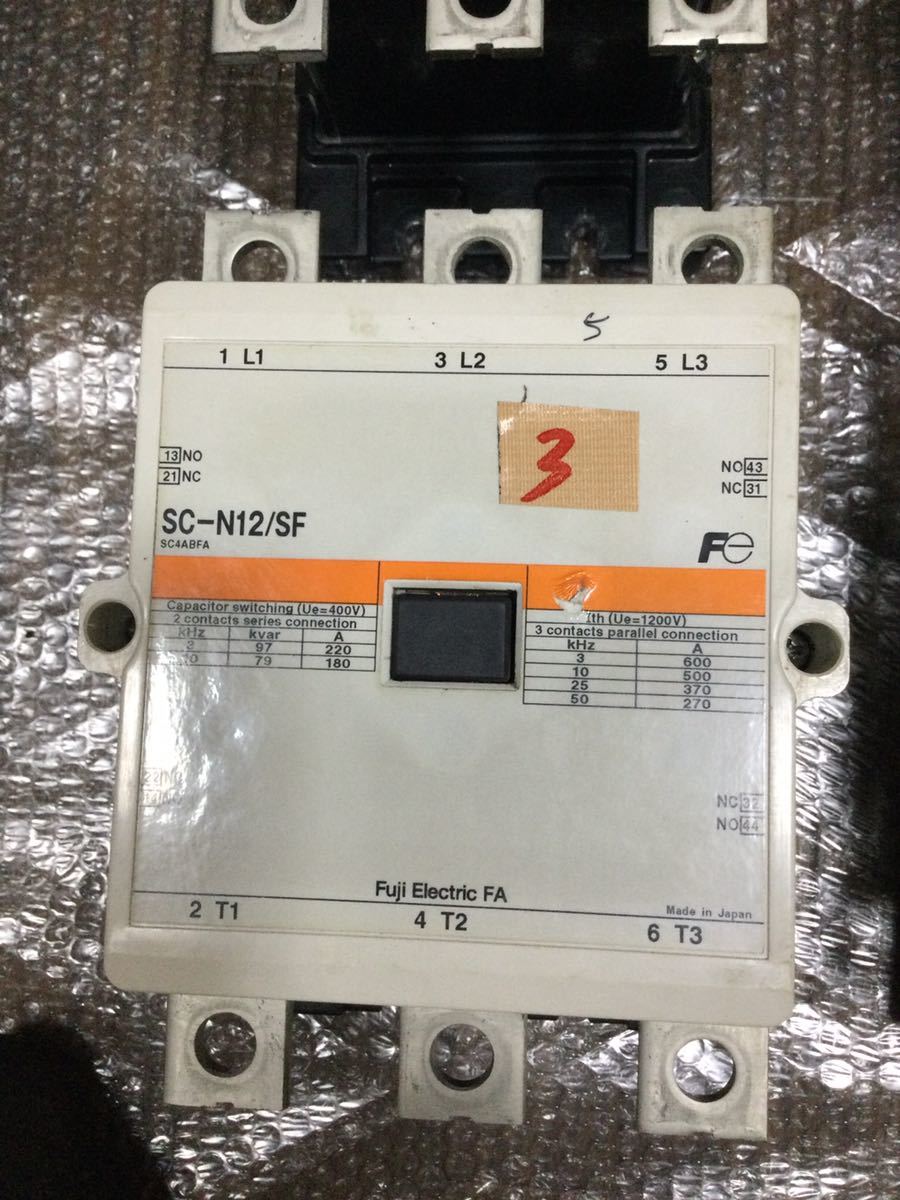 5
1 L1 3 L2 5 L3
3
13 NO NO 43
21 NC NC 31
SC-N12/SF
SC4ABFA
Fe
Capacitor switching (Ue=400V)
2 contacts series connection
kHz kvar A
97 220
79 180
Ith (Ue=1200V)
3 contacts parallel connection
kHz A
3 600
10 500
25 370
50 270
NC 32
NO 44
Fuji Electric FA
Made in Japan
2 T1 4 T2 6 T3